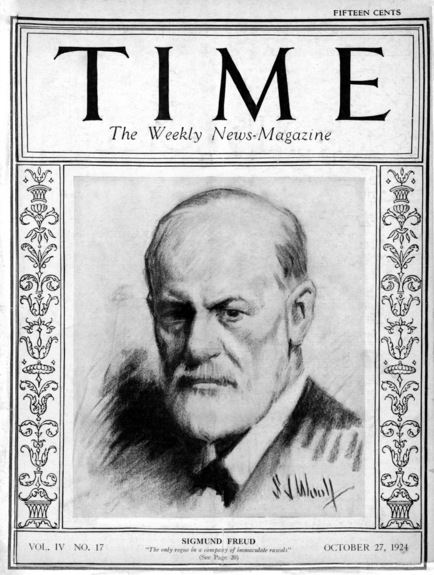 FIFTEEN CENTS
TIME
The Weekly News-Magazine
S J Woolf
VOL. IV NO. 17
SIGMUND FREUD
"The only rogue in a company of immaculate rascals"
(See Page 20)
OCTOBER 27, 1924